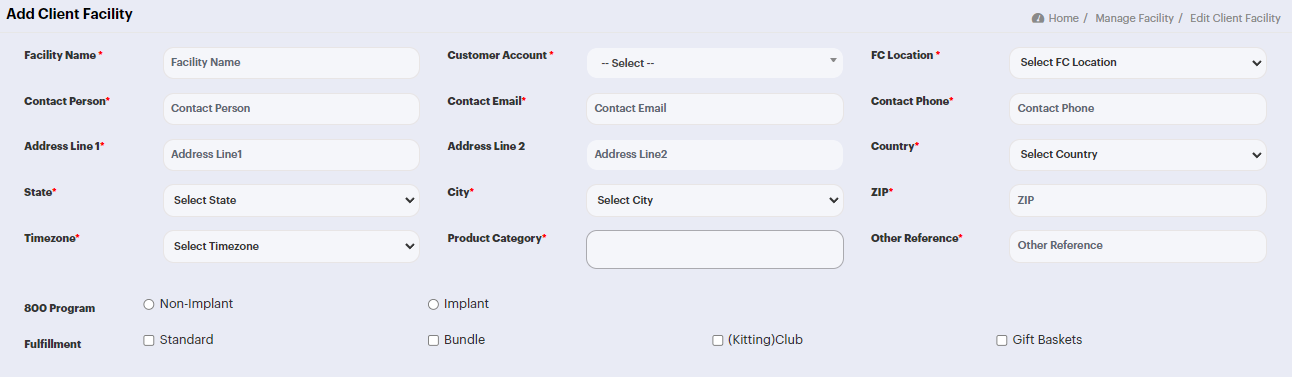 Add Client Facility
Home / Manage Facility / Edit Client Facility
Facility Name * Facility Name Customer Account * -- Select -- FC Location * Select FC Location
Contact Person* Contact Person Contact Email* Contact Email Contact Phone* Contact Phone
Address Line 1* Address Line1 Address Line 2 Address Line2 Country* Select Country
State* Select State City* Select City ZIP* ZIP
Timezone* Select Timezone Product Category* Other Reference* Other Reference
800 Program Non-Implant Implant
Fulfillment Standard Bundle (Kitting)Club Gift Baskets